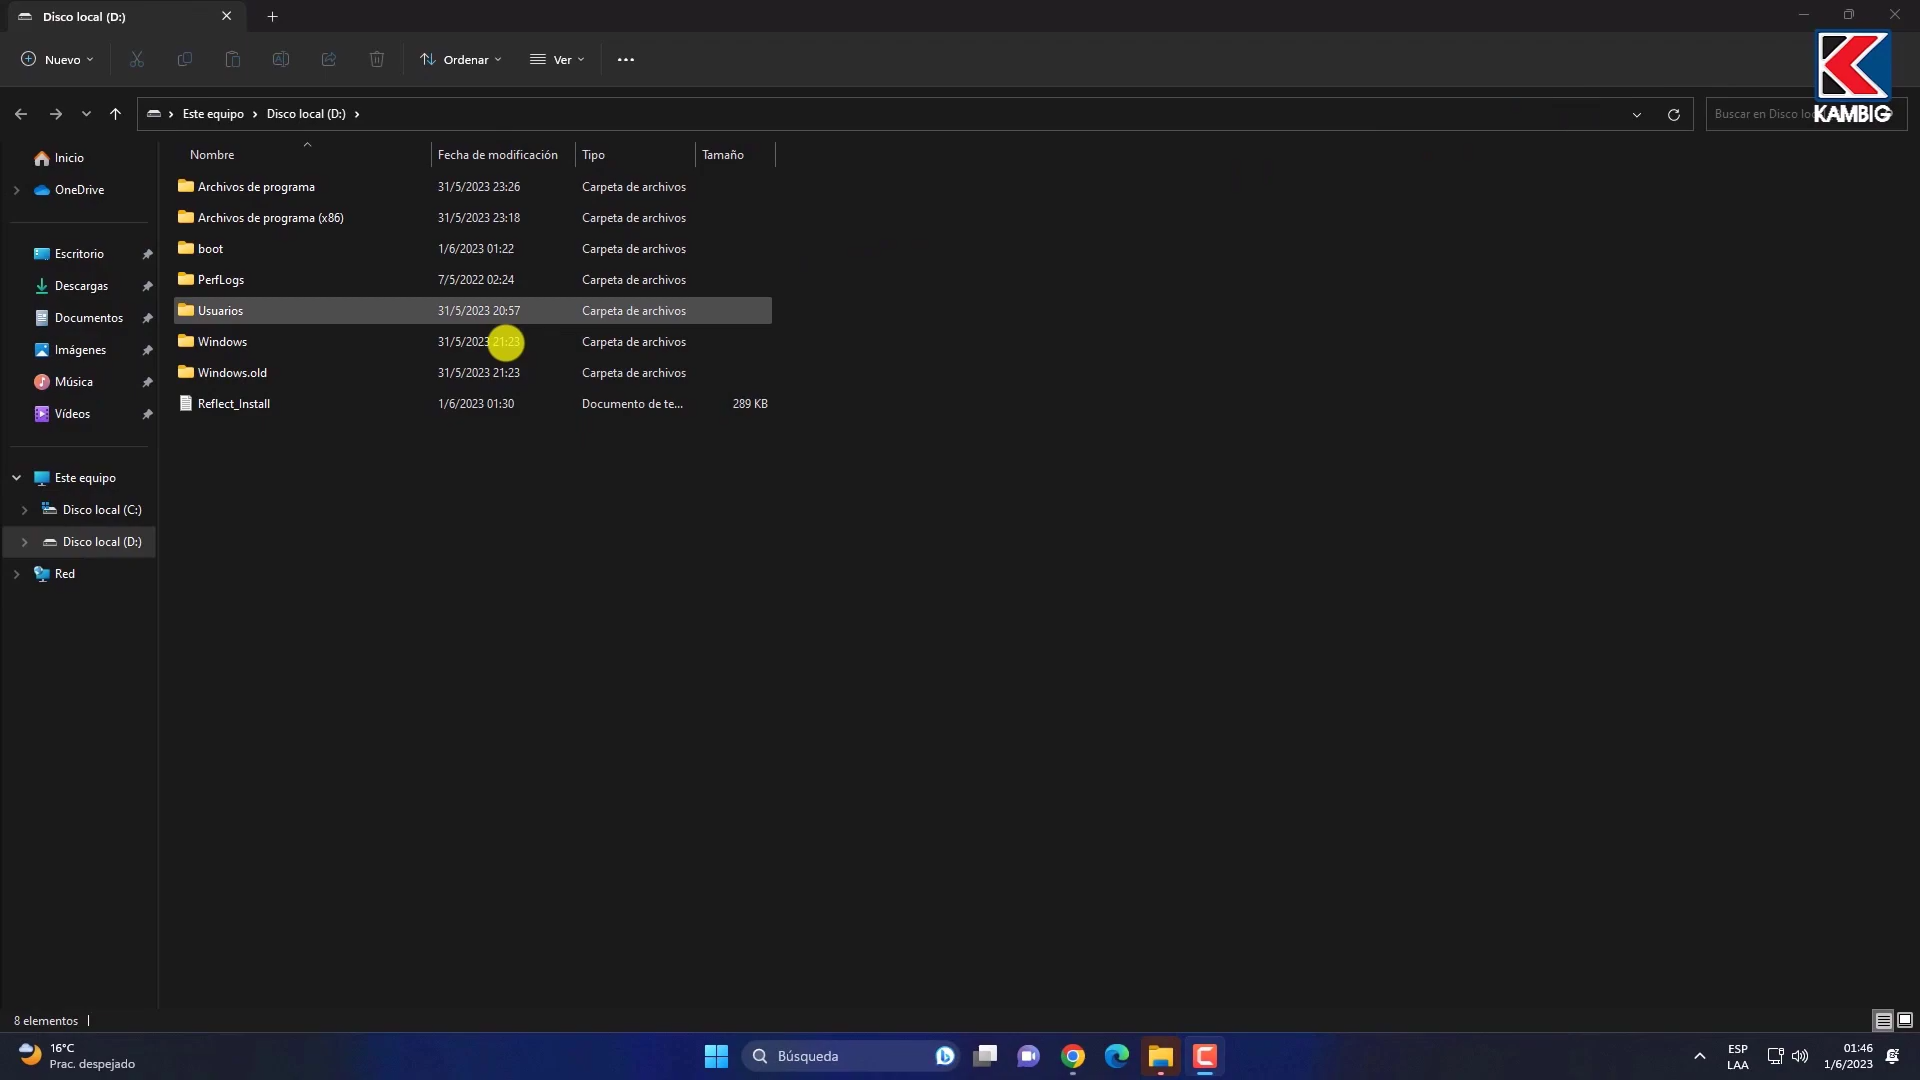 Disco local (D:)
Nuevo
Ordenar
Ver
KAMBIG
Este equipo
Disco local (D:)
Buscar en Disco loc
Nombre
Fecha de modificación
Tipo
Tamaño
Archivos de programa
31/5/2023 23:26
Carpeta de archivos
Archivos de programa (x86)
31/5/2023 23:18
Carpeta de archivos
boot
1/6/2023 01:22
Carpeta de archivos
PerfLogs
7/5/2022 02:24
Carpeta de archivos
Usuarios
31/5/2023 20:57
Carpeta de archivos
Windows
31/5/2023 21:23
Carpeta de archivos
Windows.old
31/5/2023 21:23
Carpeta de archivos
Reflect_Install
1/6/2023 01:30
Documento de te...
289 KB
Inicio
OneDrive
Escritorio
Descargas
Documentos
Imágenes
Música
Vídeos
Este equipo
Disco local (C:)
Disco local (D:)
Red
8 elementos
16°C
Prac. despejado
Búsqueda
ESP
LAA
01:46
1/6/2023